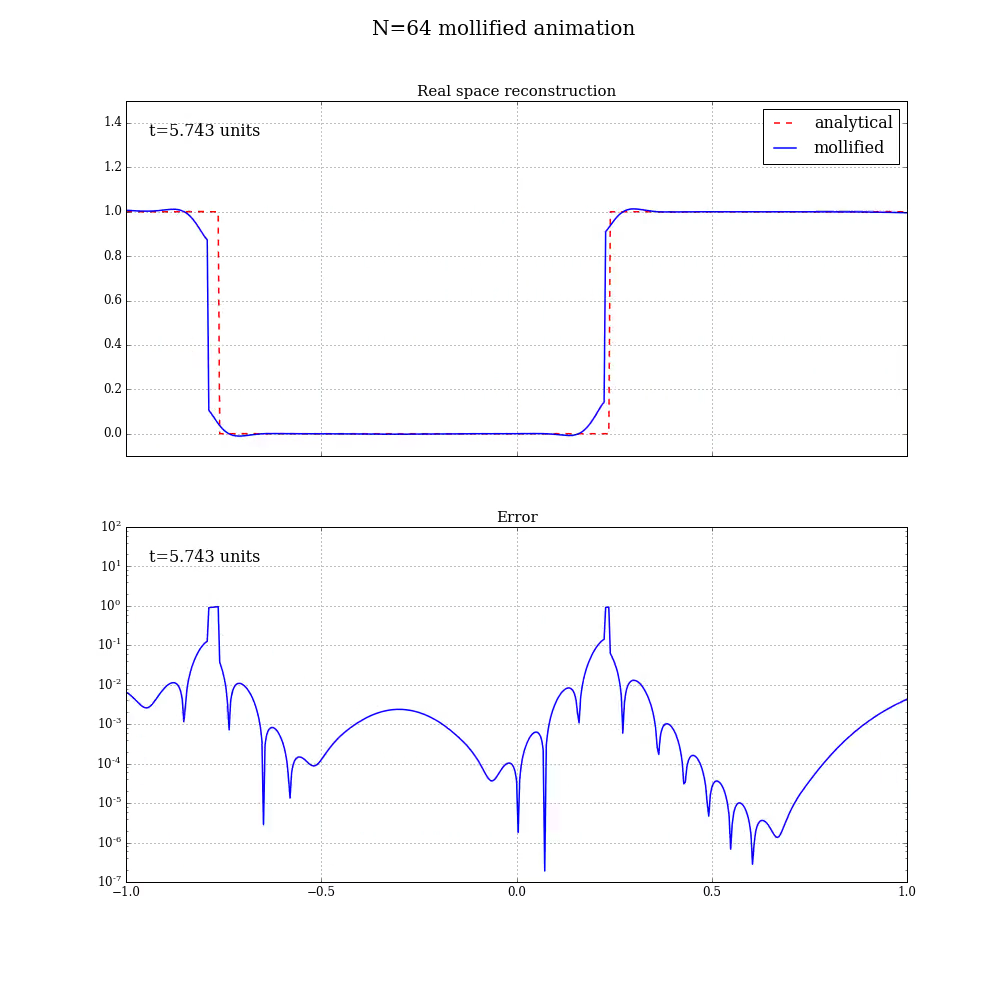 N=64 mollified animation
Real space reconstruction
t=5.743 units
analytical
mollified
1.4
1.2
1.0
0.8
0.6
0.4
0.2
0.0
Error
t=5.743 units
10²
10¹
10⁰
10⁻¹
10⁻²
10⁻³
10⁻⁴
10⁻⁵
10⁻⁶
10⁻⁷
−1.0 −0.5 0.0 0.5 1.0